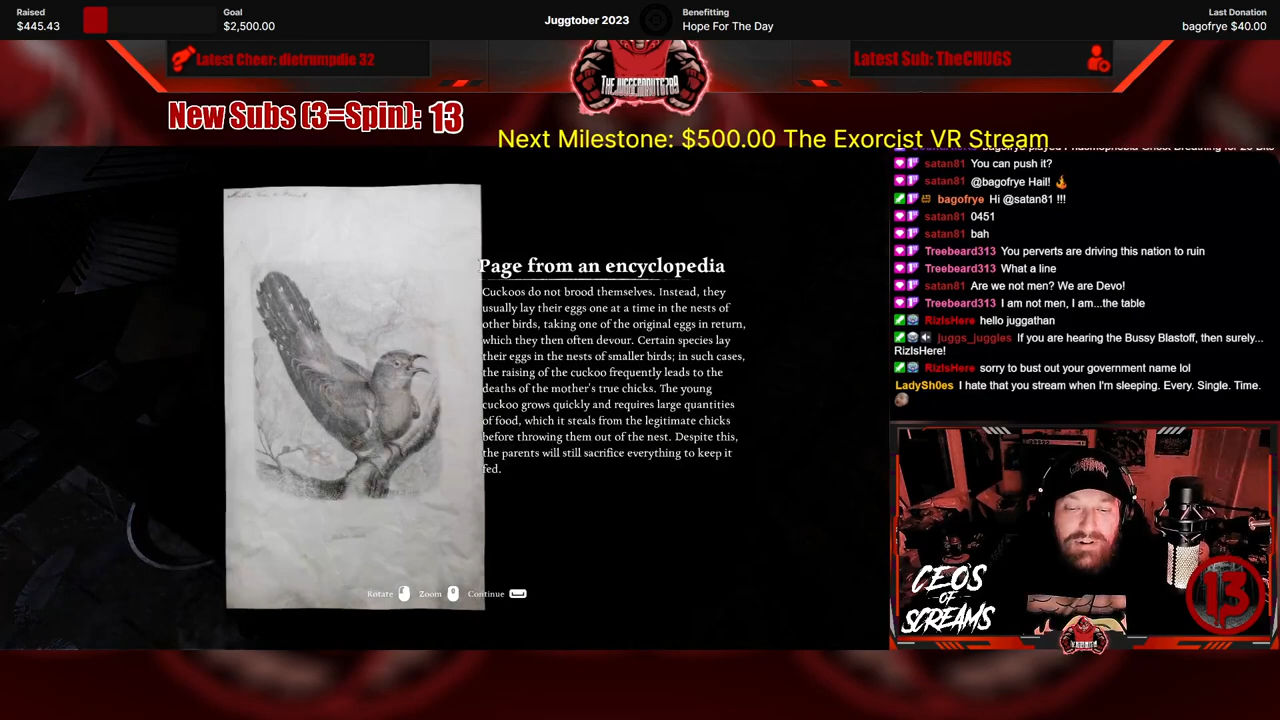 Raised
$445.43
Goal
$2,500.00
Juggtober 2023
Benefitting
Hope For The Day
Last Donation
bagofrye $40.00
Latest Cheer: dietrumpdie 32
THEJUGGERNAUT6789
Latest Sub: TheCHUGS
New Subs (3=Spin): 13
Next Milestone: $500.00 The Exorcist VR Stream
Page from an encyclopedia
Cuckoos do not brood themselves. Instead, they
usually lay their eggs one at a time in the nests of
other birds, taking one of the original eggs in return,
which they then often devour. Certain species lay
their eggs in the nests of smaller birds; in such cases,
the raising of the cuckoo frequently leads to the
deaths of the mother's true chicks. The young
cuckoo grows quickly and requires large quantities
of food, which it steals from the legitimate chicks
before throwing them out of the nest. Despite this,
the parents will still sacrifice everything to keep it
fed.
Rotate Zoom Continue
satan81 You can push it?
satan81 @bagofrye Hail!
bagofrye Hi @satan81 !!!
satan81 0451
satan81 bah
Treebeard313 You perverts are driving this nation to ruin
Treebeard313 What a line
satan81 Are we not men? We are Devo!
Treebeard313 I am not men, I am...the table
RizIsHere hello juggathan
juggs_juggles If you are hearing the Bussy Blastoff, then surely...
RizIsHere!
RizIsHere sorry to bust out your government name lol
LadySh0es I hate that you stream when I'm sleeping. Every. Single. Time.
CEOS
OF
SCREAMS
13